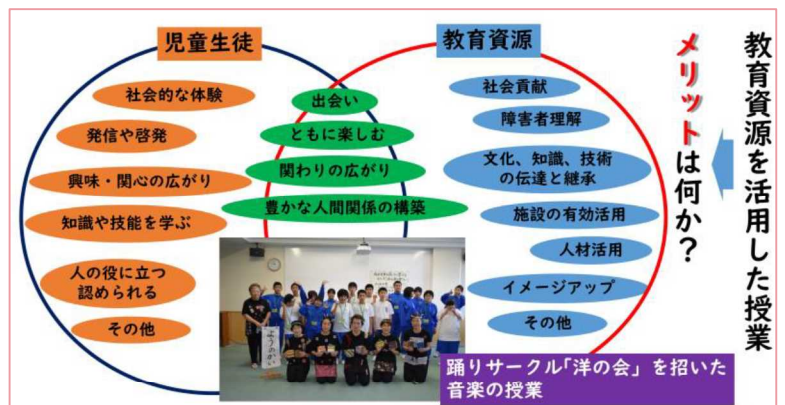 教育資源を活用した授業
メリットは何か?
児童生徒
社会的な体験
発信や啓発
興味・関心の広がり
知識や技能を学ぶ
人の役に立つ
認められる
その他
出会い
ともに楽しむ
関わりの広がり
豊かな人間関係の構築
教育資源
社会貢献
障害者理解
文化、知識、技術
の伝達と継承
施設の有効活用
人材活用
イメージアップ
その他
ようのかい
踊りサークル「洋の会」を招いた
音楽の授業